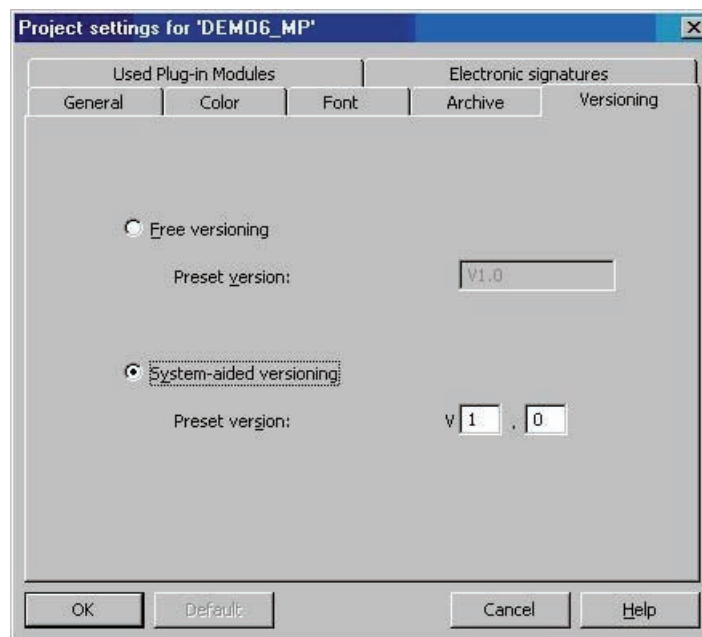 Project settings for 'DEMO6_MP'
Used Plug-in Modules
Electronic signatures
General
Color
Font
Archive
Versioning
Free versioning
Preset version:
V1.0
System-aided versioning
Preset version:
V 1 . 0
OK
Default
Cancel
Help